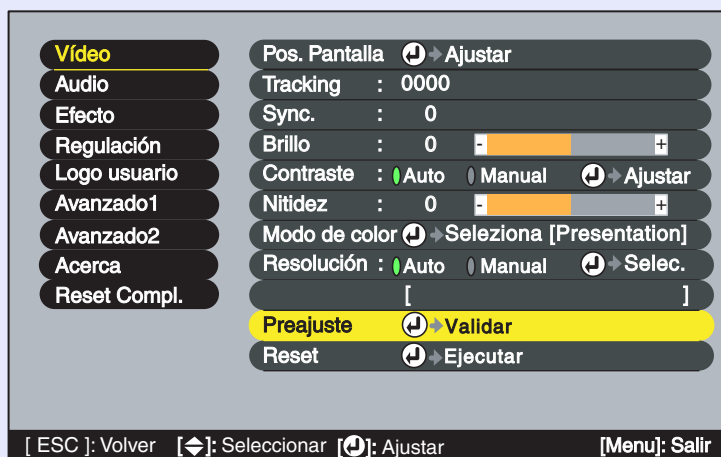 Vídeo
Audio
Efecto
Regulación
Logo usuario
Avanzado1
Avanzado2
Acerca
Reset Compl.
Pos. Pantalla Ajustar
Tracking : 0000
Sync. : 0
Brillo : 0 - +
Contraste : Auto Manual Ajustar
Nitidez : 0 - +
Modo de color Seleziona [Presentation]
Resolución : Auto Manual Selec.
[ ]
Preajuste Validar
Reset Ejecutar
[ ESC ]: Volver [ ]: Seleccionar [ ]: Ajustar [Menu]: Salir